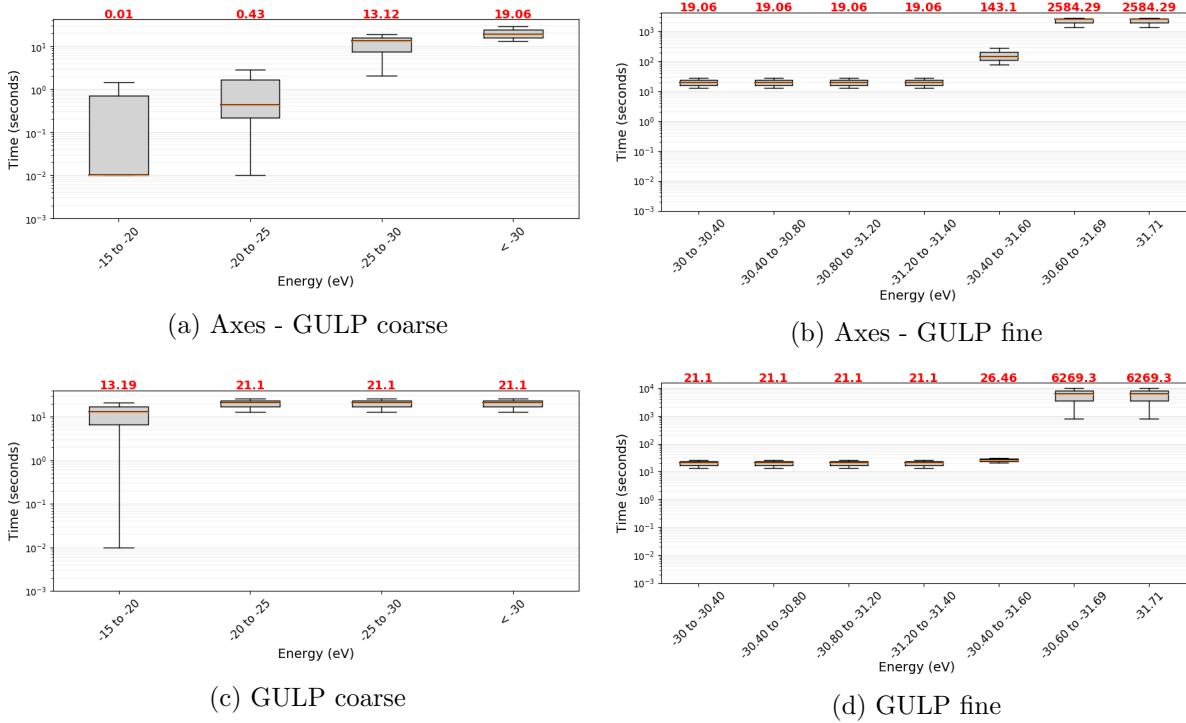 0.01 0.43 13.12 19.06
Time (seconds)
10¹
10⁰
10⁻¹
10⁻²
10⁻³
-15 to -20
-20 to -25
-25 to -30
< -30
Energy (eV)
(a) Axes - GULP coarse
19.06 19.06 19.06 19.06 143.1 2584.29 2584.29
Time (seconds)
10³
10²
10¹
10⁰
10⁻¹
10⁻²
10⁻³
-30 to -30.40
-30.40 to -30.80
-30.80 to -31.20
-31.20 to -31.40
-30.40 to -31.60
-30.60 to -31.69
-31.71
Energy (eV)
(b) Axes - GULP fine
13.19 21.1 21.1 21.1
Time (seconds)
10¹
10⁰
10⁻¹
10⁻²
10⁻³
-15 to -20
-20 to -25
-25 to -30
< -30
Energy (eV)
(c) GULP coarse
21.1 21.1 21.1 21.1 26.46 6269.3 6269.3
Time (seconds)
10⁴
10³
10²
10¹
10⁰
10⁻¹
10⁻²
10⁻³
-30 to -30.40
-30.40 to -30.80
-30.80 to -31.20
-31.20 to -31.40
-30.40 to -31.60
-30.60 to -31.69
-31.71
Energy (eV)
(d) GULP fine